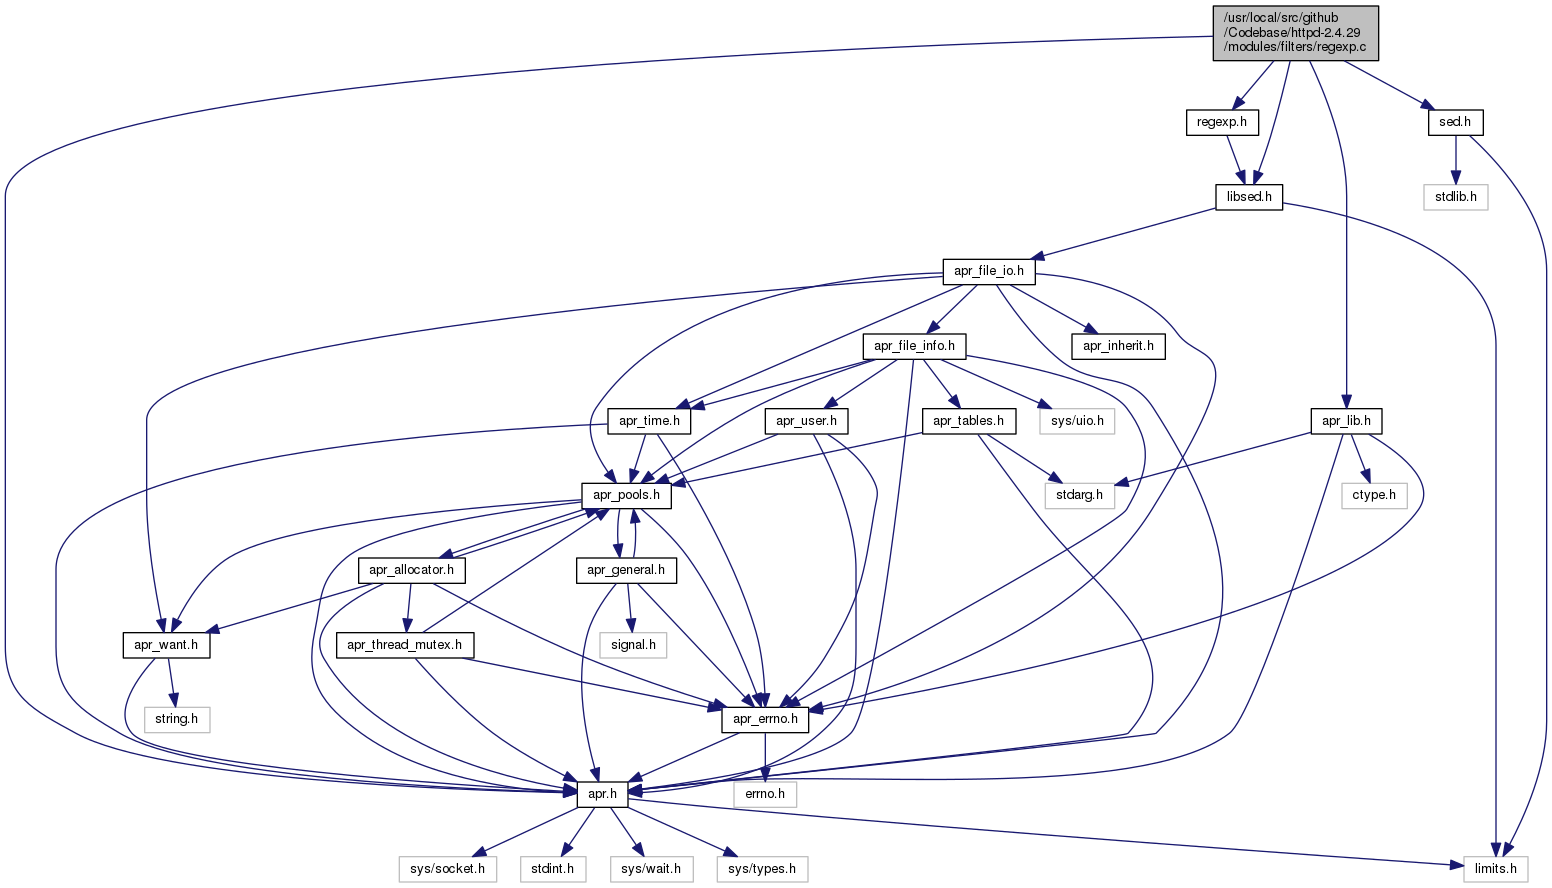 /usr/local/src/github
/Codebase/httpd-2.4.29
/modules/filters/regexp.c
regexp.h
sed.h
libsed.h
stdlib.h
apr_file_io.h
apr_file_info.h
apr_inherit.h
apr_time.h
apr_user.h
apr_tables.h
sys/uio.h
apr_lib.h
apr_pools.h
stdarg.h
ctype.h
apr_allocator.h
apr_general.h
apr_want.h
apr_thread_mutex.h
signal.h
string.h
apr_errno.h
apr.h
errno.h
sys/socket.h
stdint.h
sys/wait.h
sys/types.h
limits.h